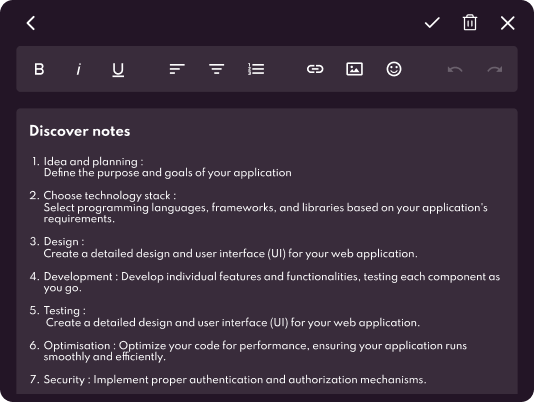 B i U
Discover notes
1. Idea and planning :
Define the purpose and goals of your application
2. Choose technology stack :
Select programming languages, frameworks, and libraries based on your application's
requirements.
3. Design :
Create a detailed design and user interface (UI) for your web application.
4. Development : Develop individual features and functionalities, testing each component as
you go.
5. Testing :
Create a detailed design and user interface (UI) for your web application.
6. Optimisation : Optimize your code for performance, ensuring your application runs
smoothly and efficiently.
7. Security : Implement proper authentication and authorization mechanisms.